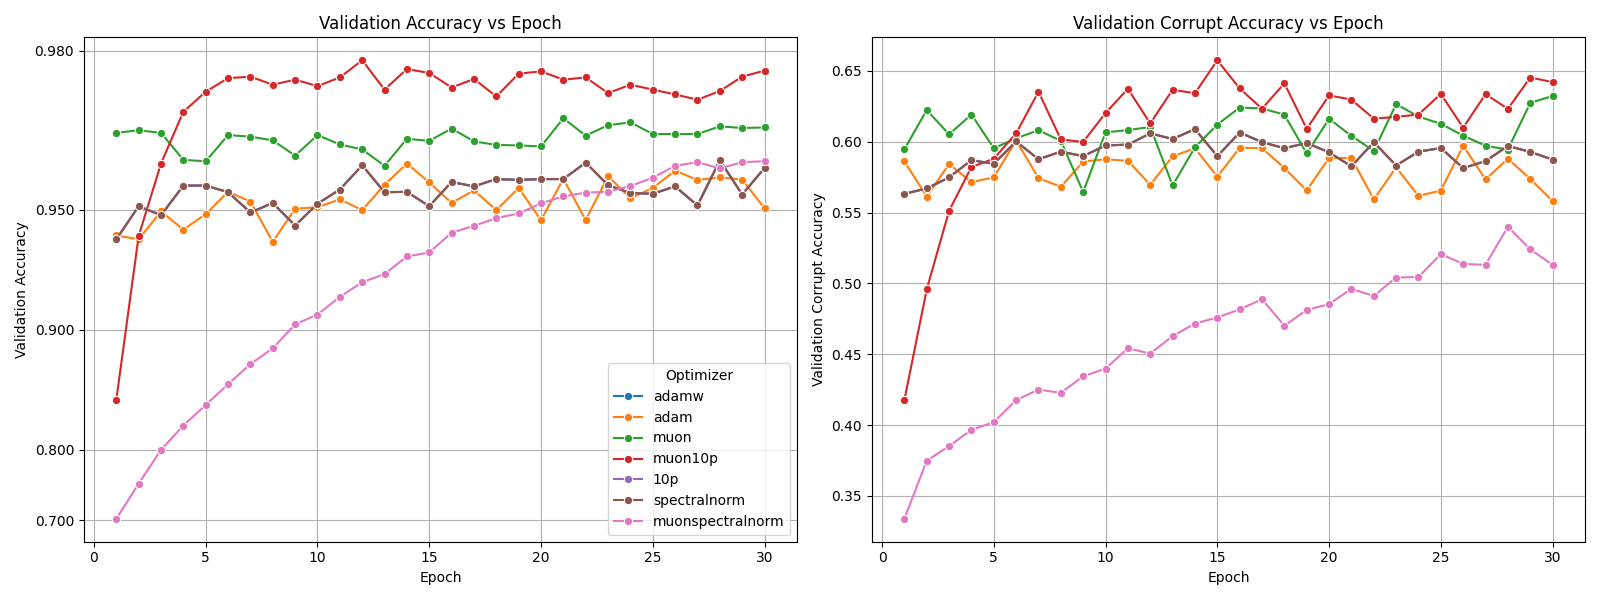 Validation Accuracy vs Epoch
Validation Accuracy
0.980
0.950
0.900
0.800
0.700
0 5 10 15 20 25 30
Epoch
Optimizer
adamw
adam
muon
muon10p
10p
spectralnorm
muonspectralnorm
Validation Corrupt Accuracy vs Epoch
Validation Corrupt Accuracy
0.65
0.60
0.55
0.50
0.45
0.40
0.35
0 5 10 15 20 25 30
Epoch